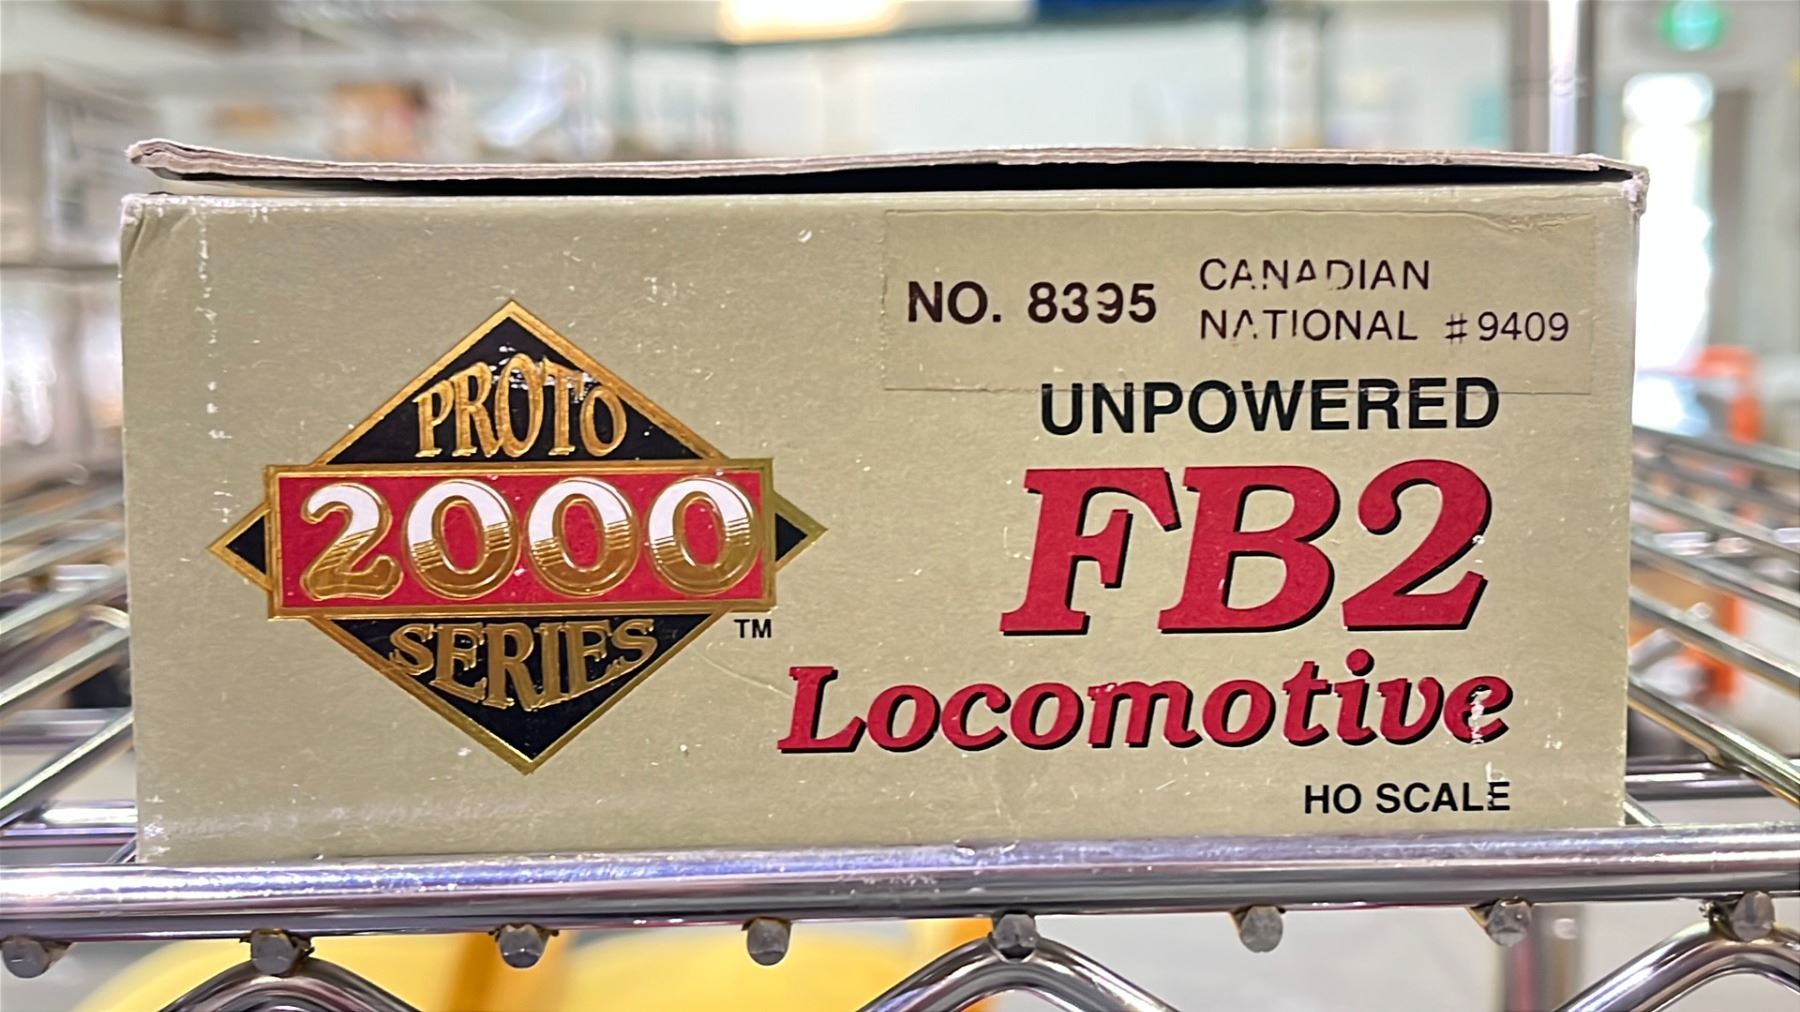 PROTO
2000
SERIES
TM
NO. 8395
CANADIAN
NATIONAL #9409
UNPOWERED
FB2
Locomotive
HO SCALE